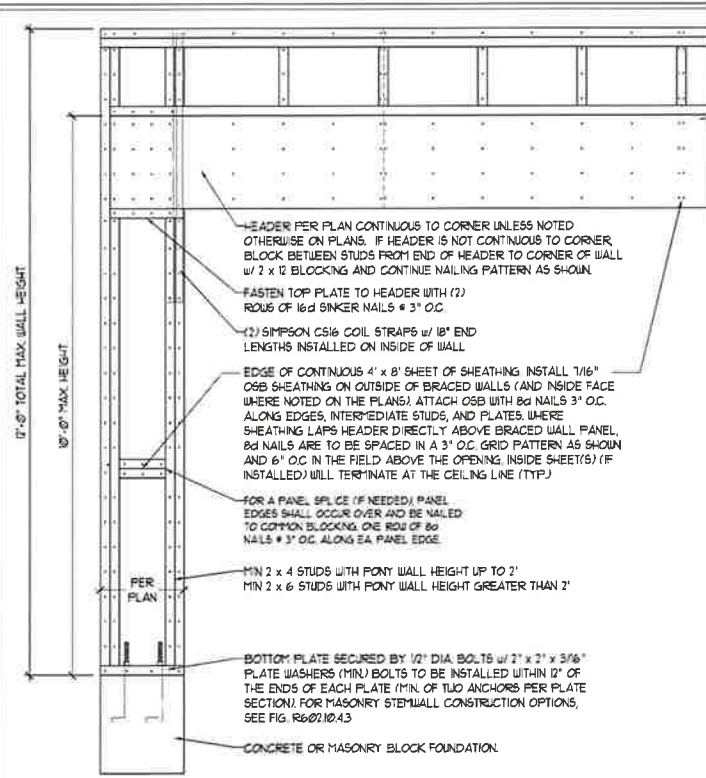 HEADER PER PLAN CONTINUOUS TO CORNER UNLESS NOTED
OTHERWISE ON PLANS. IF HEADER IS NOT CONTINUOUS TO CORNER,
BLOCK BETWEEN STUDS FROM END OF HEADER TO CORNER OF WALL
w/ 2 x 12 BLOCKING AND CONTINUE NAILING PATTERN AS SHOWN.
FASTEN TOP PLATE TO HEADER WITH (2)
ROWS OF 16d SINKER NAILS @ 3" O.C.
(2) SIMPSON CS16 COIL STRAPS w/ 18" END
LENGTHS INSTALLED ON INSIDE OF WALL
EDGE OF CONTINUOUS 4' x 8' SHEET OF SHEATHING. INSTALL 7/16"
OSB SHEATHING ON OUTSIDE OF BRACED WALLS (AND INSIDE FACE
WHERE NOTED ON THE PLANS). ATTACH OSB WITH 8d NAILS 3" O.C.
ALONG EDGES, INTERMEDIATE STUDS, AND PLATES. WHERE
SHEATHING LAPS HEADER DIRECTLY ABOVE BRACED WALL PANEL,
8d NAILS ARE TO BE SPACED IN A 3" O.C. GRID PATTERN AS SHOWN
AND 6" O.C. IN THE FIELD ABOVE THE OPENING. INSIDE SHEET(S) (IF
INSTALLED) WILL TERMINATE AT THE CEILING LINE (TYP.)
FOR A PANEL SPLICE (IF NEEDED), PANEL
EDGES SHALL OCCUR OVER AND BE NAILED
TO COMMON BLOCKING. ONE ROW OF 8d
NAILS @ 3" O.C. ALONG EA. PANEL EDGE.
MIN 2 x 4 STUDS WITH PONY WALL HEIGHT UP TO 2'
MIN 2 x 6 STUDS WITH PONY WALL HEIGHT GREATER THAN 2'
BOTTOM PLATE SECURED BY 1/2" DIA. BOLTS w/ 2" x 2" x 3/16"
PLATE WASHERS (MIN.) BOLTS TO BE INSTALLED WITHIN 12" OF
THE ENDS OF EACH PLATE (MIN. OF TWO ANCHORS PER PLATE
SECTION). FOR MASONRY STEMWALL CONSTRUCTION OPTIONS,
SEE FIG. R602.10.4.3
CONCRETE OR MASONRY BLOCK FOUNDATION.
12'-0" TOTAL MAX. WALL HEIGHT
10'-0" MAX. HEIGHT
PER
PLAN